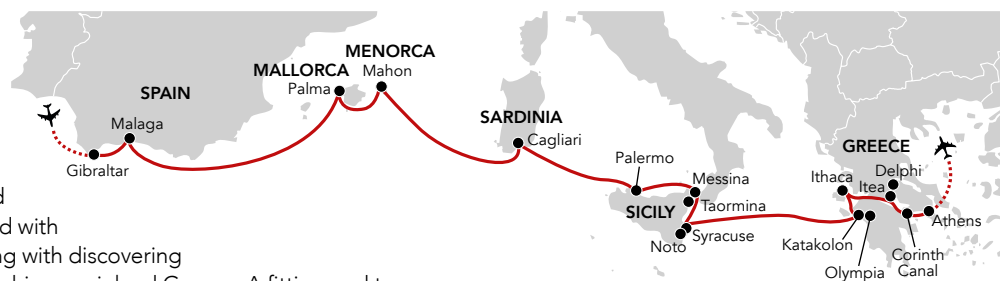 MENORCA
Mahon
MALLORCA
Palma
SPAIN
Malaga
Gibraltar
SARDINIA
Cagliari
Palermo
Messina
Taormina
SICILY
Syracuse
Noto
GREECE
Delphi
Ithaca
Itea
Athens
Katakolon
Corinth
Canal
Olympia
d with
ng with discovering